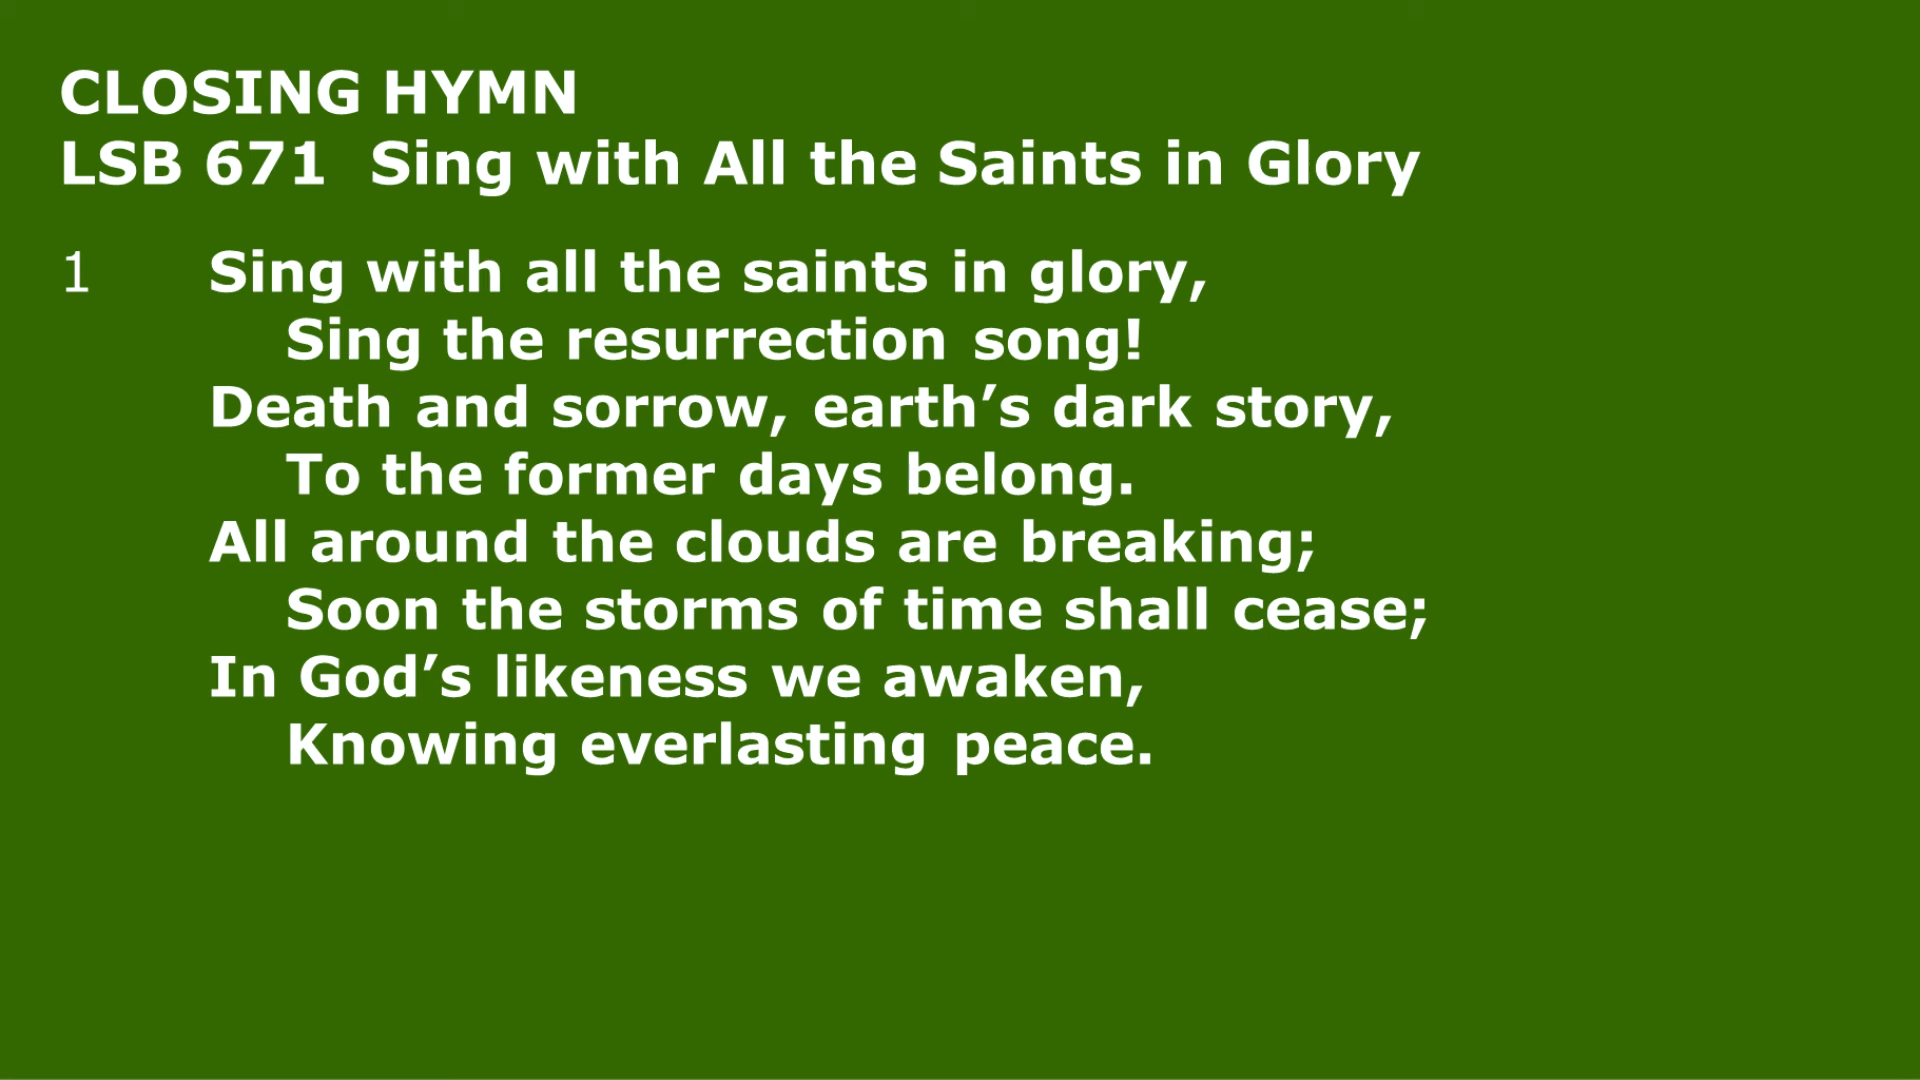 CLOSING HYMN
LSB 671  Sing with All the Saints in Glory
1 Sing with all the saints in glory,
Sing the resurrection song!
Death and sorrow, earth’s dark story,
To the former days belong.
All around the clouds are breaking;
Soon the storms of time shall cease;
In God’s likeness we awaken,
Knowing everlasting peace.